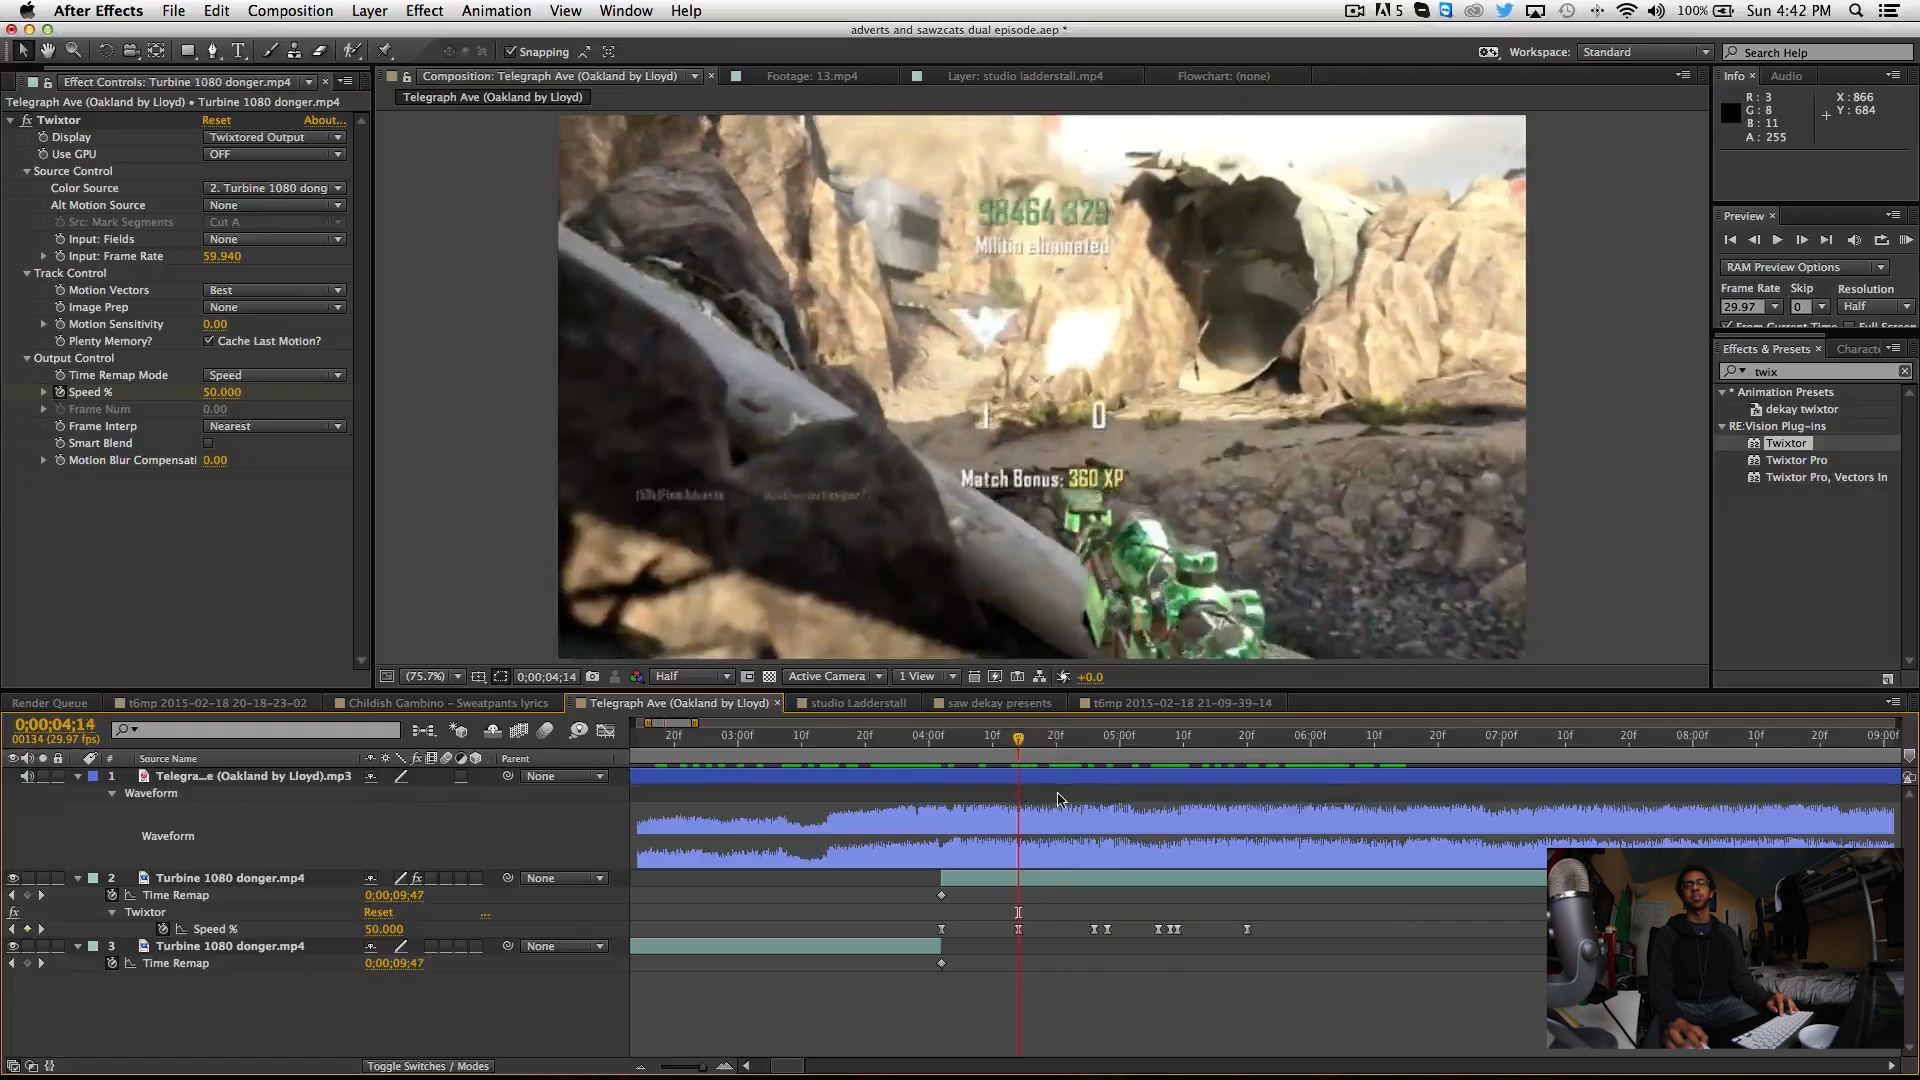 After Effects File Edit Composition Layer Effect Animation View Window Help 5 100% Sun 4:42 PM
adverts and sawzcats dual episode.aep *
Snapping Workspace: Standard Search Help
Effect Controls: Turbine 1080 donger.mp4 Composition: Telegraph Ave (Oakland by Lloyd) Footage: 13.mp4 Layer: studio ladderstall.mp4 Flowchart: (none) Info Audio
Telegraph Ave (Oakland by Lloyd) • Turbine 1080 donger.mp4
Telegraph Ave (Oakland by Lloyd)
R: 3
G: 8
B: 11
A: 255
X: 866
Y: 684
fx Twixtor Reset About...
Display Twixtored Output
Use GPU OFF
Source Control
Color Source 2. Turbine 1080 dong
Alt Motion Source None
Src: Mark Segments Cut A
Input: Fields None
Input: Frame Rate 59.940
Track Control
Motion Vectors Best
Image Prep None
Motion Sensitivity 0.00
Plenty Memory? Cache Last Motion?
Output Control
Time Remap Mode Speed
Speed % 50.000
Frame Num 0.00
Frame Interp Nearest
Smart Blend
Motion Blur Compensati 0.00
Militia eliminated
0
Match Bonus: 360 XP
Preview
RAM Preview Options
Frame Rate Skip Resolution
29.97 0 Half
Effects & Presets Characte
twix
* Animation Presets
dekay twixtor
RE:Vision Plug-ins
Twixtor
Twixtor Pro
Twixtor Pro, Vectors In
(75.7%) 0;00;04;14 Half Active Camera 1 View +0.0
Render Queue t6mp 2015-02-18 20-18-23-02 Childish Gambino - Sweatpants lyrics Telegraph Ave (Oakland by Lloyd) studio Ladderstall saw dekay presents t6mp 2015-02-18 21-09-39-14
0;00;04;14
00134 (29.97 fps)
20f 03:00f 10f 20f 04:00f 10f 20f 05:00f 10f 20f 06:00f 10f 20f 07:00f 10f 20f 08:00f 10f 20f 09:00f
# Source Name Parent
1 Telegra...e (Oakland by Lloyd).mp3 None
Waveform
Waveform
2 Turbine 1080 donger.mp4 fx None
Time Remap 0;00;09;47
fx Twixtor Reset ...
Speed % 50.000
3 Turbine 1080 donger.mp4 None
Time Remap 0;00;09;47
Toggle Switches / Modes